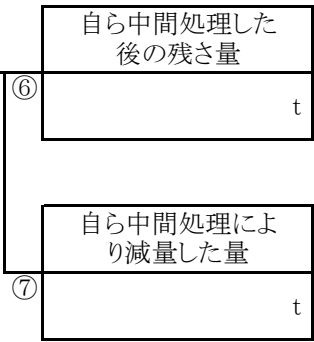 自ら中間処理した
後の残さ量
⑥
t
自ら中間処理によ
り減量した量
⑦
t